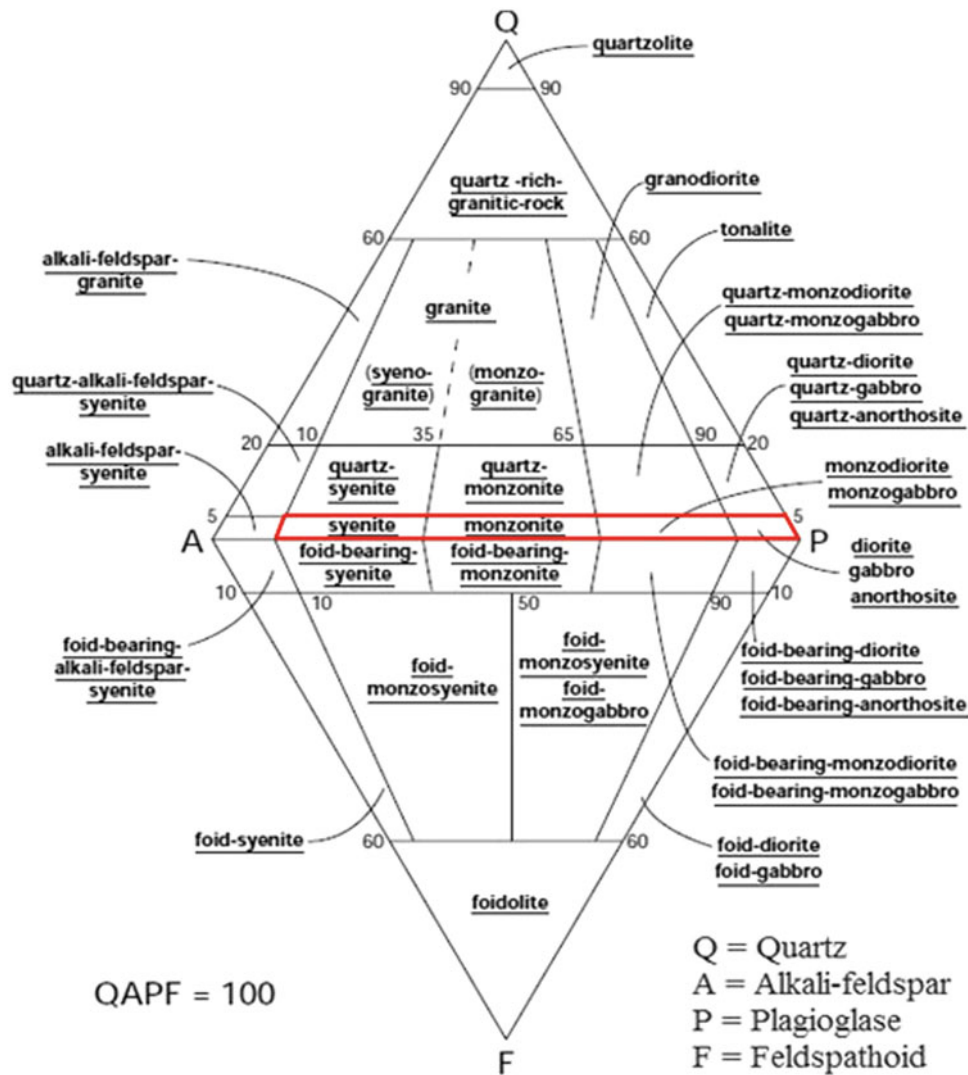 Q
quartzolite
90 90
quartz -rich-
granitic-rock
granodiorite
60 60
tonalite
alkali-feldspar-
granite
granite
quartz-monzodiorite
quartz-monzogabbro
(syeno-
granite)
(monzo-
granite)
quartz-alkali-feldspar-
syenite
quartz-diorite
quartz-gabbro
quartz-anorthosite
20 10 35 65 90 20
alkali-feldspar-
syenite
quartz-
syenite
quartz-
monzonite
monzodiorite
monzogabbro
5 5
A
syenite
monzonite
P
foid-bearing-
syenite
foid-bearing-
monzonite
diorite
gabbro
anorthosite
10 10 50 90 10
foid-bearing-
alkali-feldspar-
syenite
foid-
monzosyenite
foid-
monzosyenite
foid-
monzogabbro
foid-bearing-diorite
foid-bearing-gabbro
foid-bearing-anorthosite
foid-bearing-monzodiorite
foid-bearing-monzogabbro
foid-syenite
60 60
foid-diorite
foid-gabbro
foidolite
QAPF = 100
Q = Quartz
A = Alkali-feldspar
P = Plagioglase
F = Feldspathoid
F